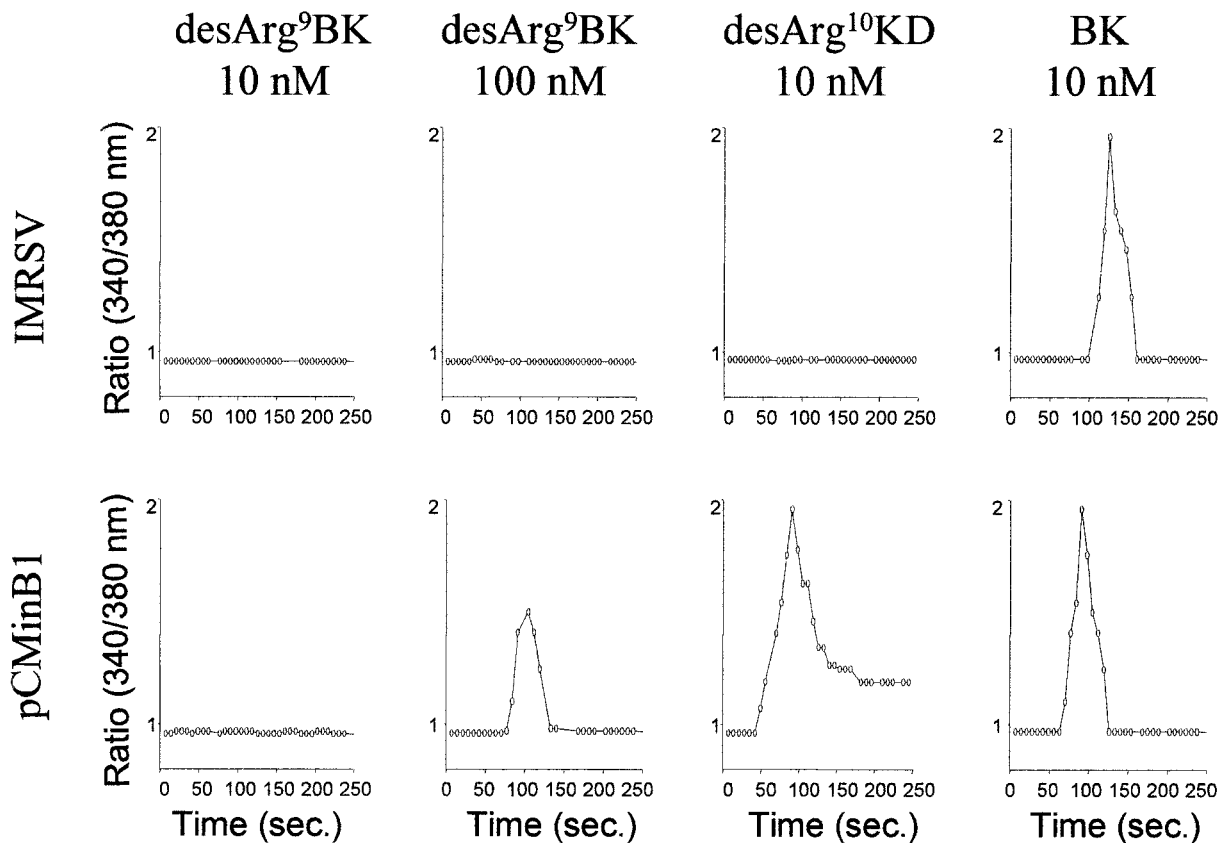 desArg⁹BK desArg⁹BK desArg¹⁰KD BK
10 nM 100 nM 10 nM 10 nM
IMRSV
Ratio (340/380 nm)
2 2 2 2
1 1 1 1
0 50 100 150 200 250 0 50 100 150 200 250 0 50 100 150 200 250 0 50 100 150 200 250
pCMinB1
Ratio (340/380 nm)
2 2 2 2
1 1 1 1
0 50 100 150 200 250 0 50 100 150 200 250 0 50 100 150 200 250 0 50 100 150 200 250
Time (sec.) Time (sec.) Time (sec.) Time (sec.)